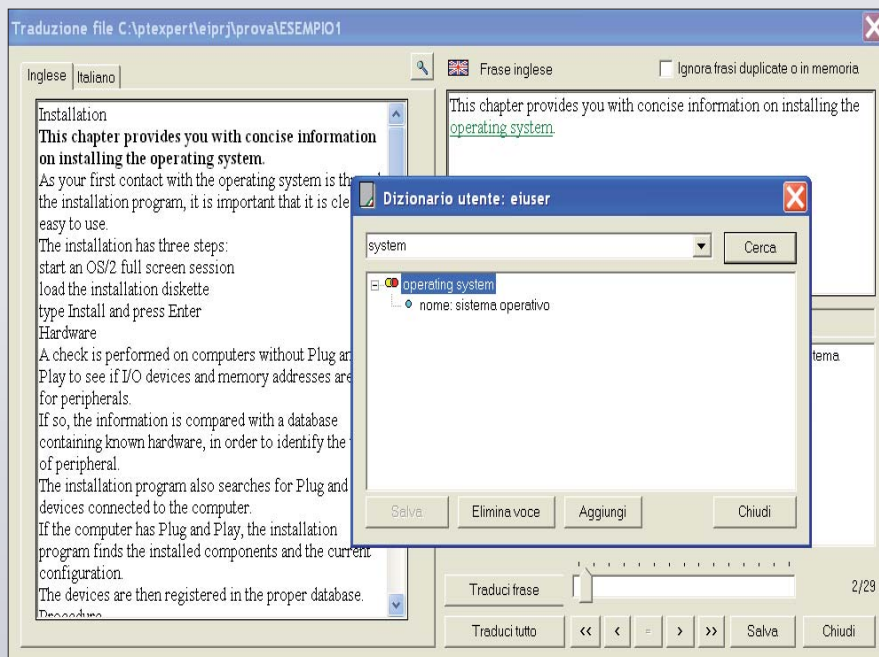 Traduzione file C:\ptexpert\eiprj\prova\ESEMPIO1
Inglese
Italiano
Installation
This chapter provides you with concise information
on installing the operating system.
As your first contact with the operating system is
the installation program, it is important that it is
easy to use.
The installation has three steps:
start an OS/2 full screen session
load the installation diskette
type Install and press Enter
Hardware
A check is performed on computers without Plug
Play to see if I/O devices and memory addresses are
for peripherals.
If so, the information is compared with a database
containing known hardware, in order to identify the
of peripheral.
The installation program also searches for Plug and
devices connected to the computer.
If the computer has Plug and Play, the installation
program finds the installed components and the current
configuration.
The devices are then registered in the proper database.
Frase inglese
Ignora frasi duplicate o in memoria
This chapter provides you with concise information on installing the
operating system.
Dizionario utente: eiuser
system
Cerca
operating system
nome: sistema operativo
Salva
Elimina voce
Aggiungi
Chiudi
Traduci frase
2/29
Traduci tutto
<<
<
=
>
>>
Salva
Chiudi